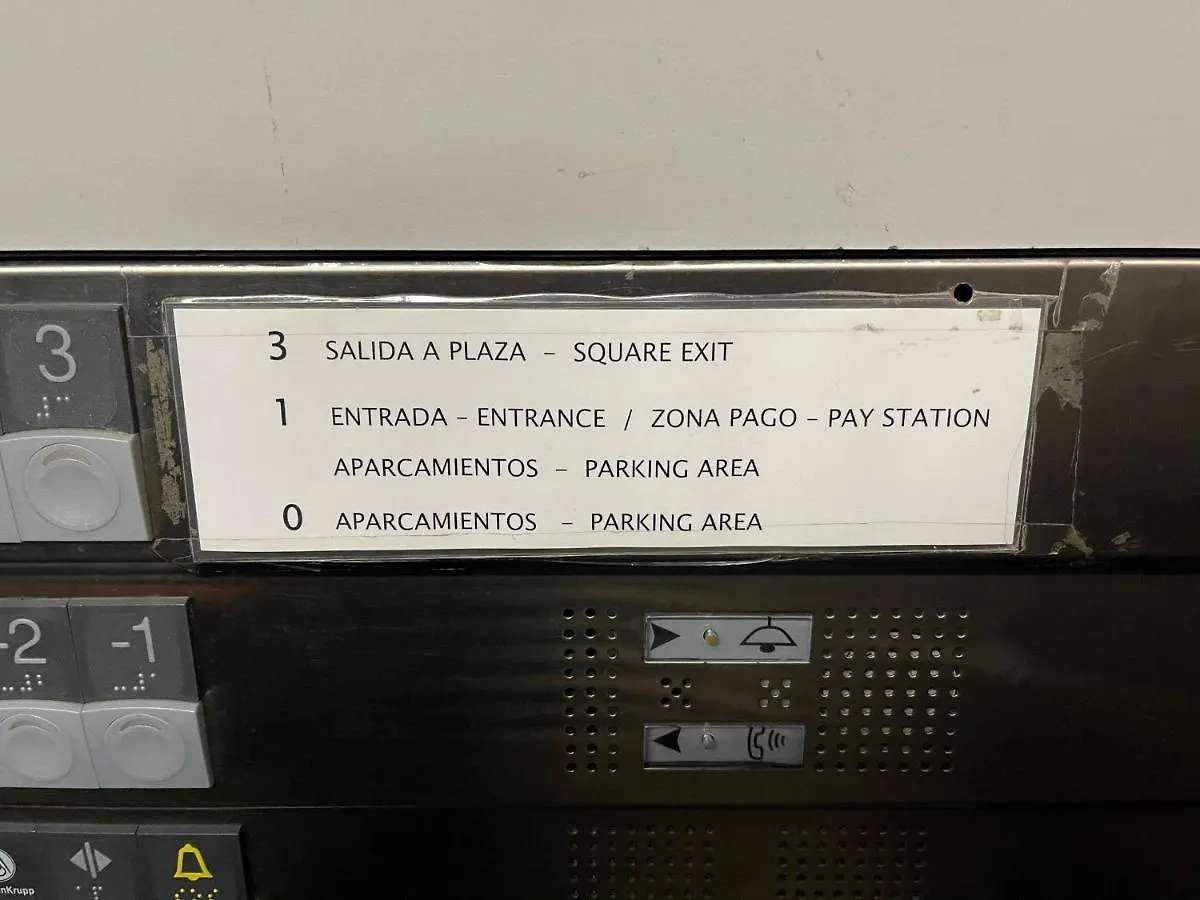 3 SALIDA A PLAZA – SQUARE EXIT
1 ENTRADA – ENTRANCE / ZONA PAGO – PAY STATION
APARCAMIENTOS – PARKING AREA
0 APARCAMIENTOS – PARKING AREA
3
-2 -1